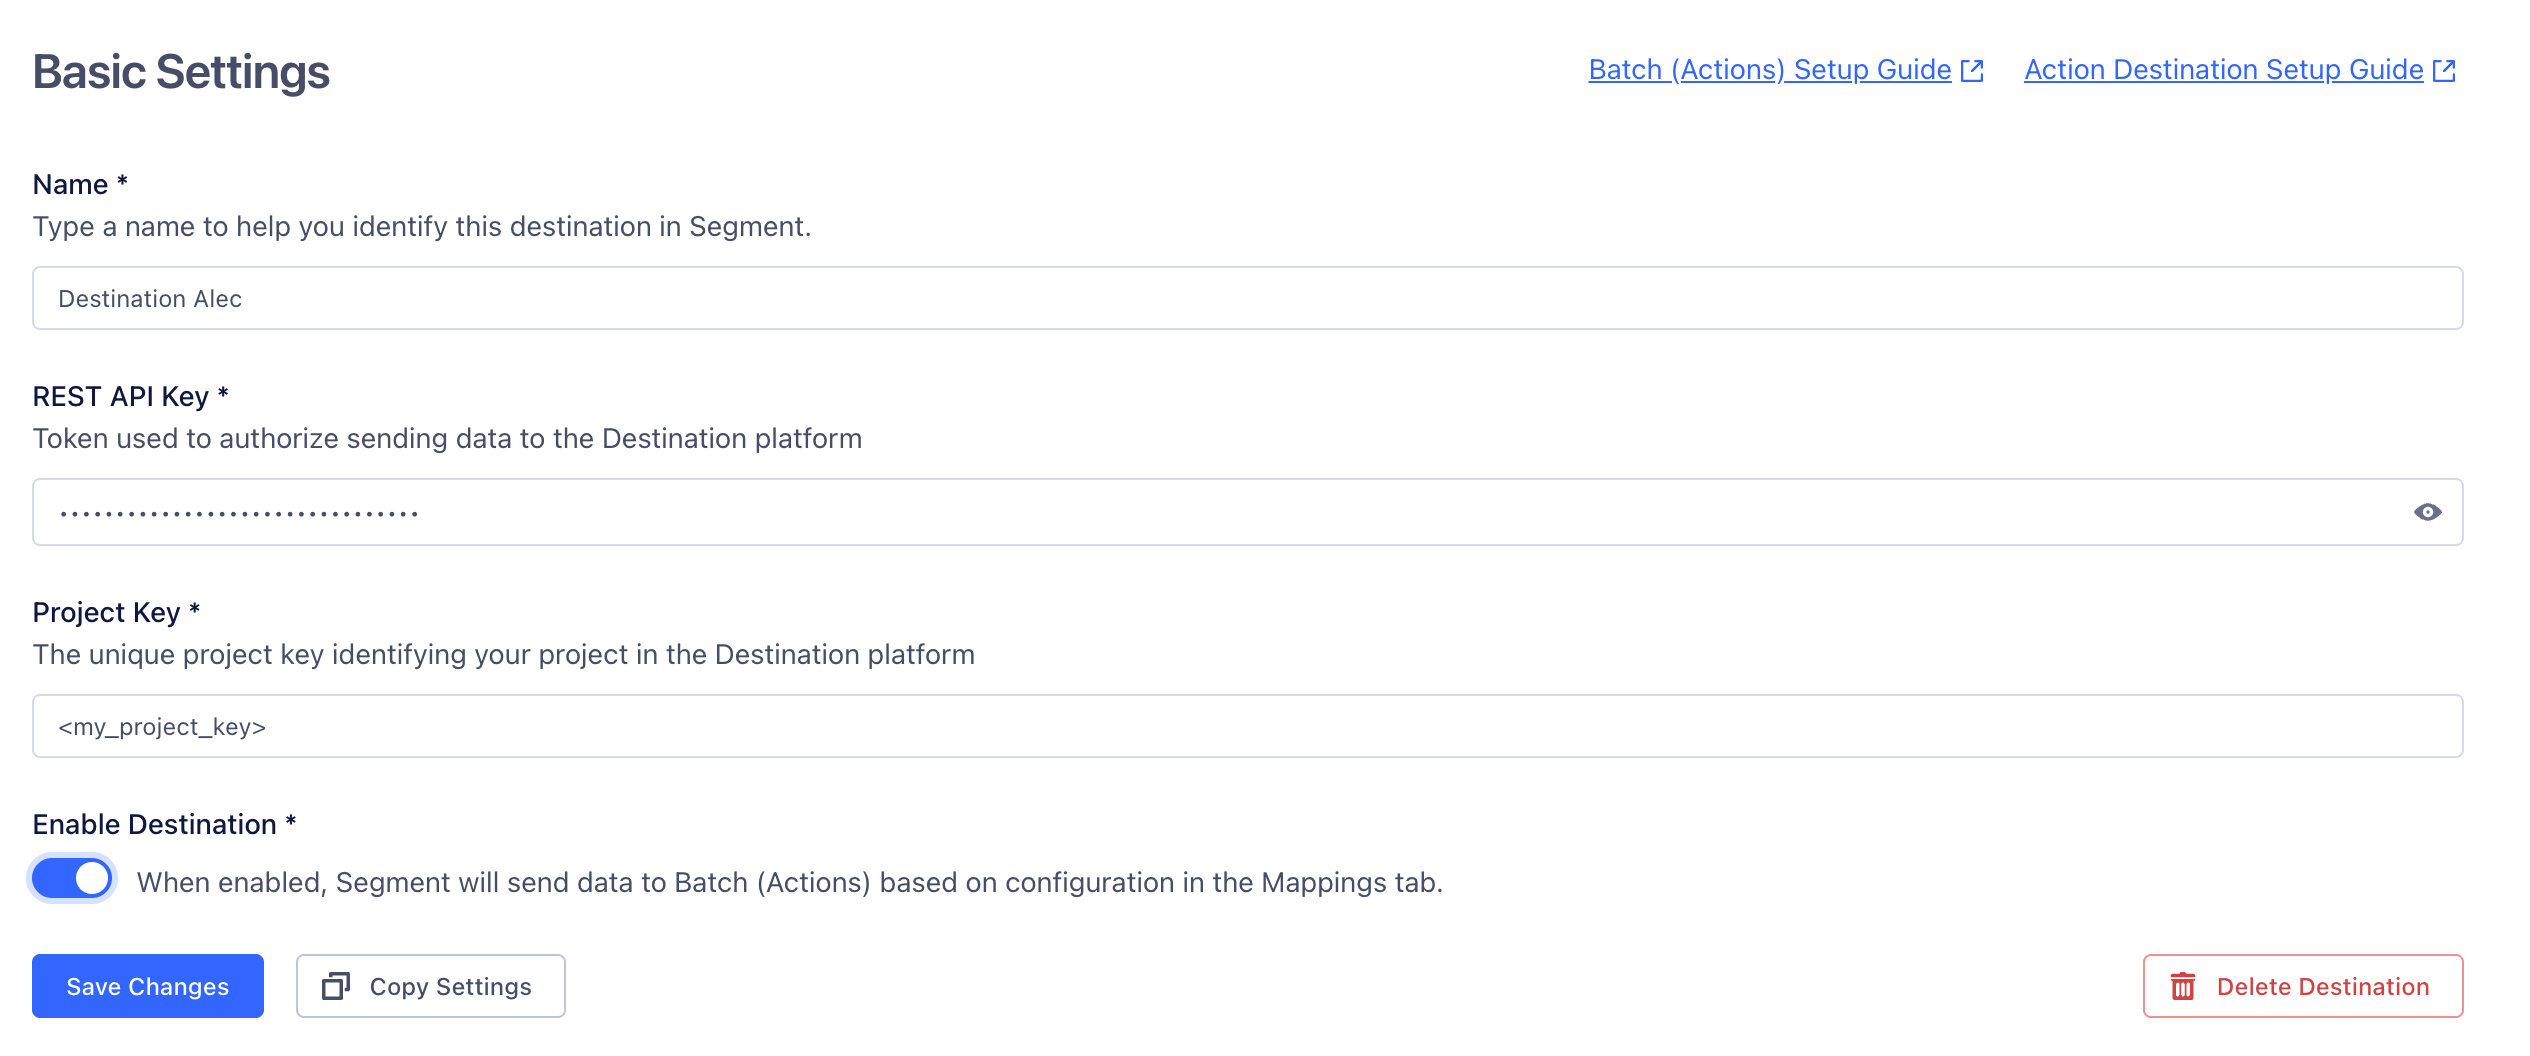 Basic Settings
Batch (Actions) Setup Guide
Action Destination Setup Guide
Name *
Type a name to help you identify this destination in Segment.
Destination Alec
REST API Key *
Token used to authorize sending data to the Destination platform
••••••••••••••••••••••••••••••••
Project Key *
The unique project key identifying your project in the Destination platform
<my_project_key>
Enable Destination *
When enabled, Segment will send data to Batch (Actions) based on configuration in the Mappings tab.
Save Changes
Copy Settings
Delete Destination